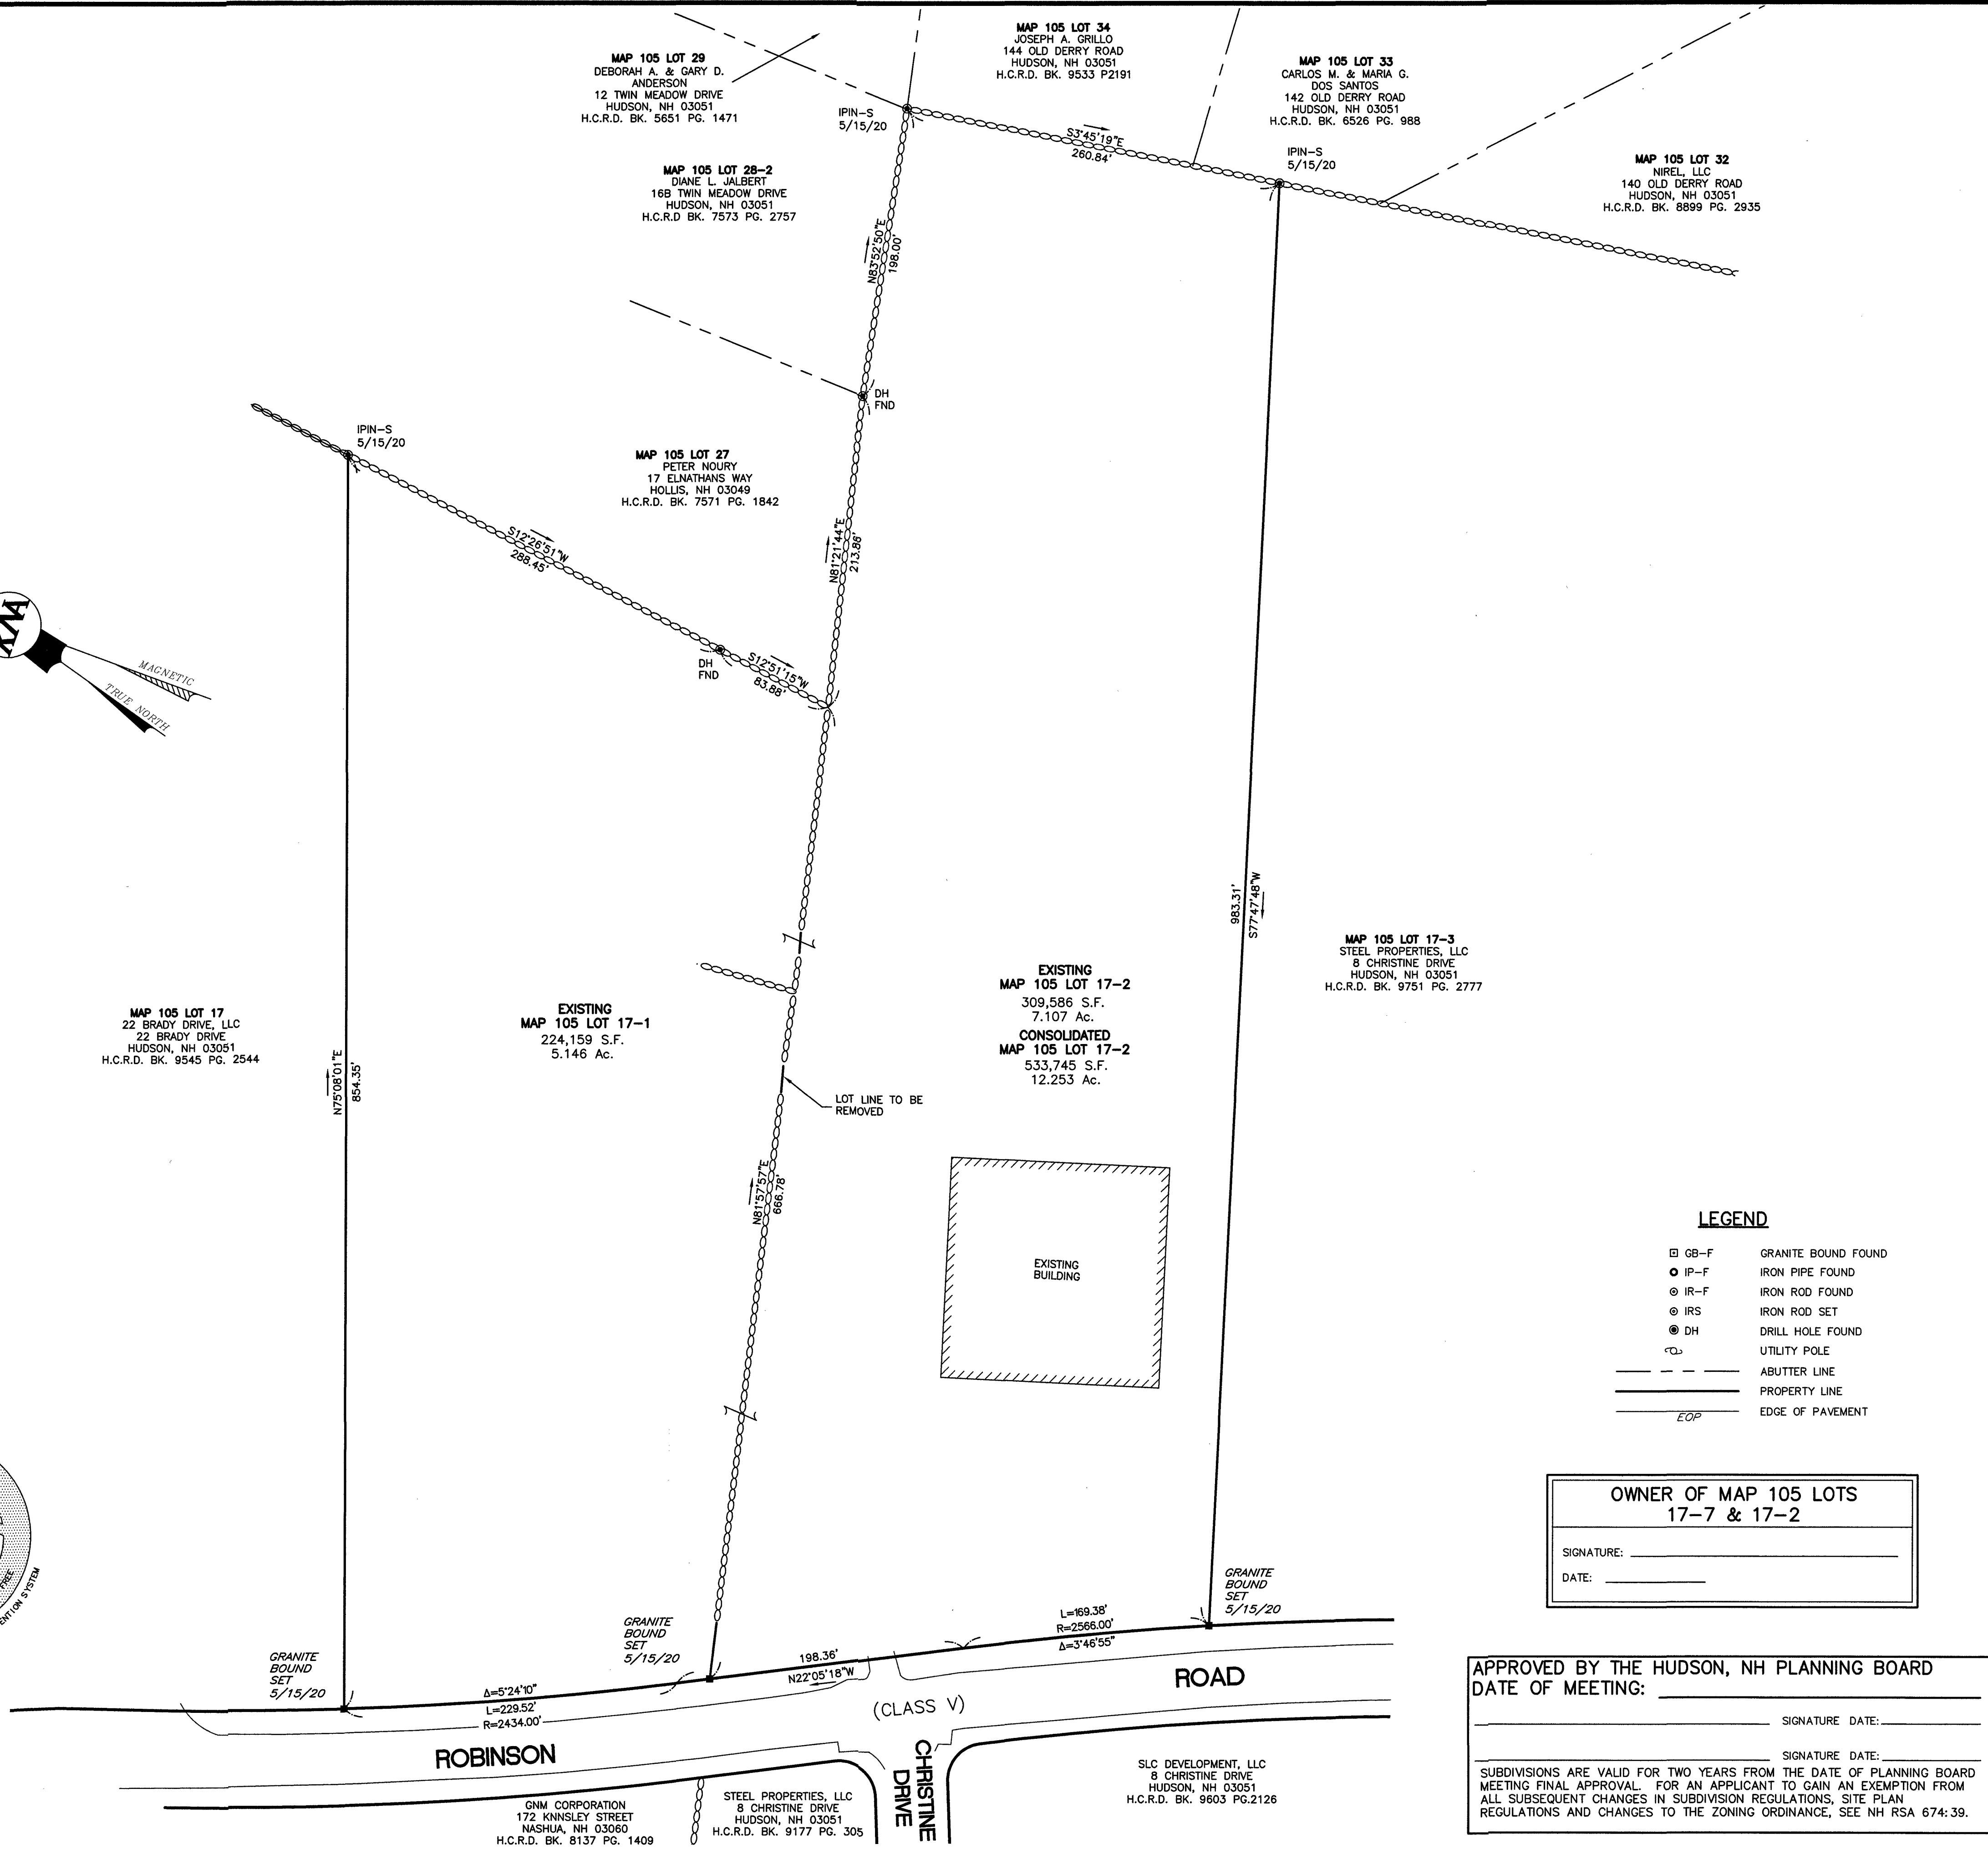 MAP 105 LOT 29
DEBORAH A. & GARY D.
ANDERSON
12 TWIN MEADOW DRIVE
HUDSON, NH 03051
H.C.R.D. BK. 5651 PG. 1471
MAP 105 LOT 34
JOSEPH A. GRILLO
144 OLD DERRY ROAD
HUDSON, NH 03051
H.C.R.D. BK. 9533 P2191
MAP 105 LOT 33
CARLOS M. & MARIA G.
DOS SANTOS
142 OLD DERRY ROAD
HUDSON, NH 03051
H.C.R.D. BK. 6526 PG. 988
MAP 105 LOT 32
NIREL, LLC
140 OLD DERRY ROAD
HUDSON, NH 03051
H.C.R.D. BK. 8899 PG. 2935
IPIN-S
5/15/20
S3°45'19"E
260.84'
IPIN-S
5/15/20
MAP 105 LOT 28-2
DIANE L. JALBERT
16B TWIN MEADOW DRIVE
HUDSON, NH 03051
H.C.R.D BK. 7573 PG. 2757
N83°52'50"E
198.00'
DH
FND
IPIN-S
5/15/20
MAP 105 LOT 27
PETER NOURY
17 ELNATHANS WAY
HOLLIS, NH 03049
H.C.R.D. BK. 7571 PG. 1842
S12°26'51"W
288.45'
N81°21'44"E
213.88'
DH
FND
S12°51'15"W
83.88'
KNA
MAGNETIC
TRUE NORTH
983.31'
S77°47'48"W
MAP 105 LOT 17-3
STEEL PROPERTIES, LLC
8 CHRISTINE DRIVE
HUDSON, NH 03051
H.C.R.D. BK. 9751 PG. 2777
MAP 105 LOT 17
22 BRADY DRIVE, LLC
22 BRADY DRIVE
HUDSON, NH 03051
H.C.R.D. BK. 9545 PG. 2544
N75°08'01"E
854.35'
EXISTING
MAP 105 LOT 17-1
224,159 S.F.
5.146 Ac.
EXISTING
MAP 105 LOT 17-2
309,586 S.F.
7.107 Ac.
CONSOLIDATED
MAP 105 LOT 17-2
533,745 S.F.
12.253 Ac.
LOT LINE TO BE
REMOVED
N81°57'57"E
666.78'
EXISTING
BUILDING
LEGEND
GB-F GRANITE BOUND FOUND
IP-F IRON PIPE FOUND
IR-F IRON ROD FOUND
IRS IRON ROD SET
DH DRILL HOLE FOUND
UTILITY POLE
ABUTTER LINE
PROPERTY LINE
EOP EDGE OF PAVEMENT
OWNER OF MAP 105 LOTS
17-7 & 17-2
SIGNATURE:
DATE:
FREE
ENTION SYSTEM
GRANITE
BOUND
SET
5/15/20
GRANITE
BOUND
SET
5/15/20
GRANITE
BOUND
SET
5/15/20
Δ=5°24'10"
L=229.52'
R=2434.00'
198.36'
N22°05'18"W
L=169.38'
R=2566.00'
Δ=3°46'55"
ROBINSON
ROAD
(CLASS V)
CHRISTINE
DRIVE
GNM CORPORATION
172 KNNSLEY STREET
NASHUA, NH 03060
H.C.R.D. BK. 8137 PG. 1409
STEEL PROPERTIES, LLC
8 CHRISTINE DRIVE
HUDSON, NH 03051
H.C.R.D. BK. 9177 PG. 305
SLC DEVELOPMENT, LLC
8 CHRISTINE DRIVE
HUDSON, NH 03051
H.C.R.D. BK. 9603 PG.2126
APPROVED BY THE HUDSON, NH PLANNING BOARD
DATE OF MEETING:
SIGNATURE DATE:
SIGNATURE DATE:
SUBDIVISIONS ARE VALID FOR TWO YEARS FROM THE DATE OF PLANNING BOARD
MEETING FINAL APPROVAL. FOR AN APPLICANT TO GAIN AN EXEMPTION FROM
ALL SUBSEQUENT CHANGES IN SUBDIVISION REGULATIONS, SITE PLAN
REGULATIONS AND CHANGES TO THE ZONING ORDINANCE, SEE NH RSA 674:39.